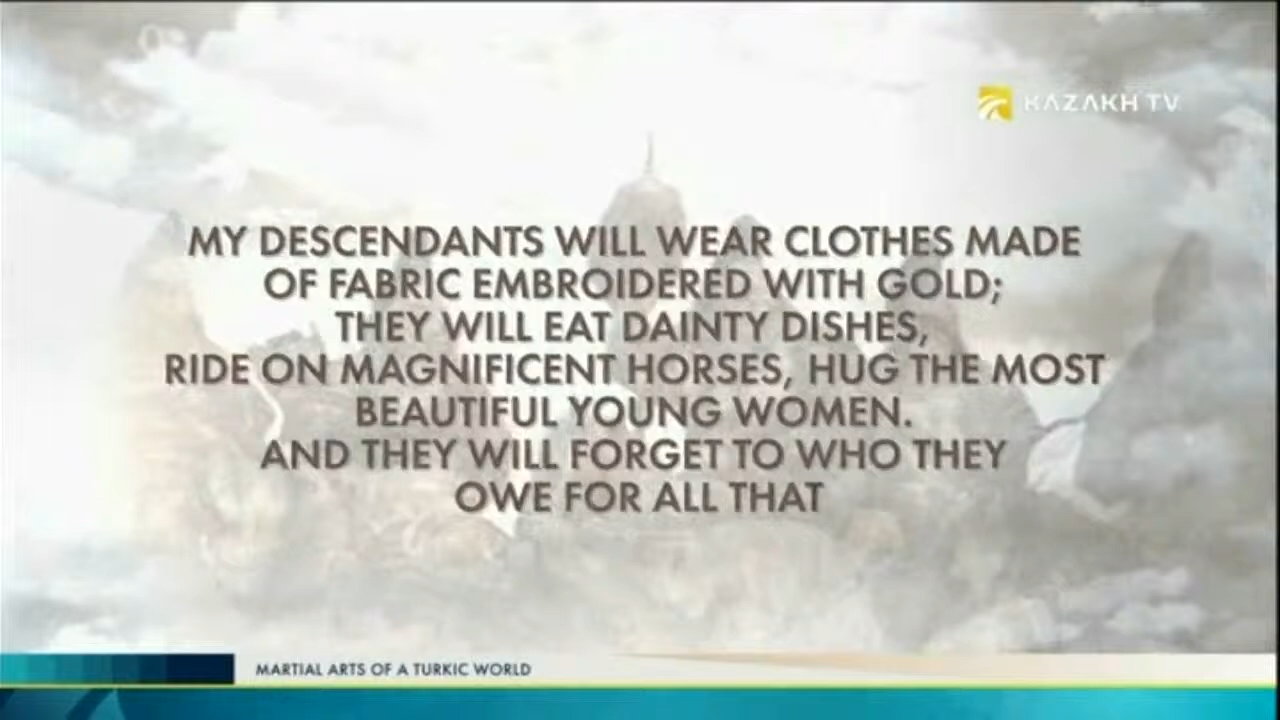 KAZAKH TV
MY DESCENDANTS WILL WEAR CLOTHES MADE
OF FABRIC EMBROIDERED WITH GOLD;
THEY WILL EAT DAINTY DISHES,
RIDE ON MAGNIFICENT HORSES, HUG THE MOST
BEAUTIFUL YOUNG WOMEN.
AND THEY WILL FORGET TO WHO THEY
OWE FOR ALL THAT
MARTIAL ARTS OF A TURKIC WORLD